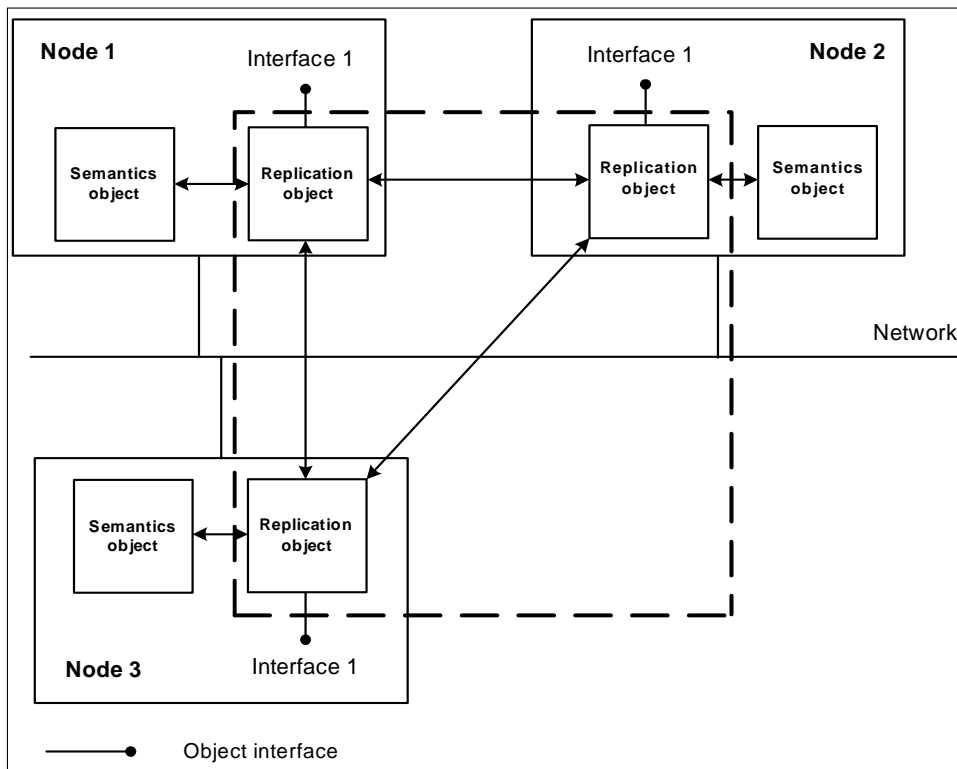 Node 1
Interface 1
Interface 1
Node 2
Semantics
object
Replication
object
Replication
object
Semantics
object
Network
Semantics
object
Replication
object
Node 3
Interface 1
Object interface